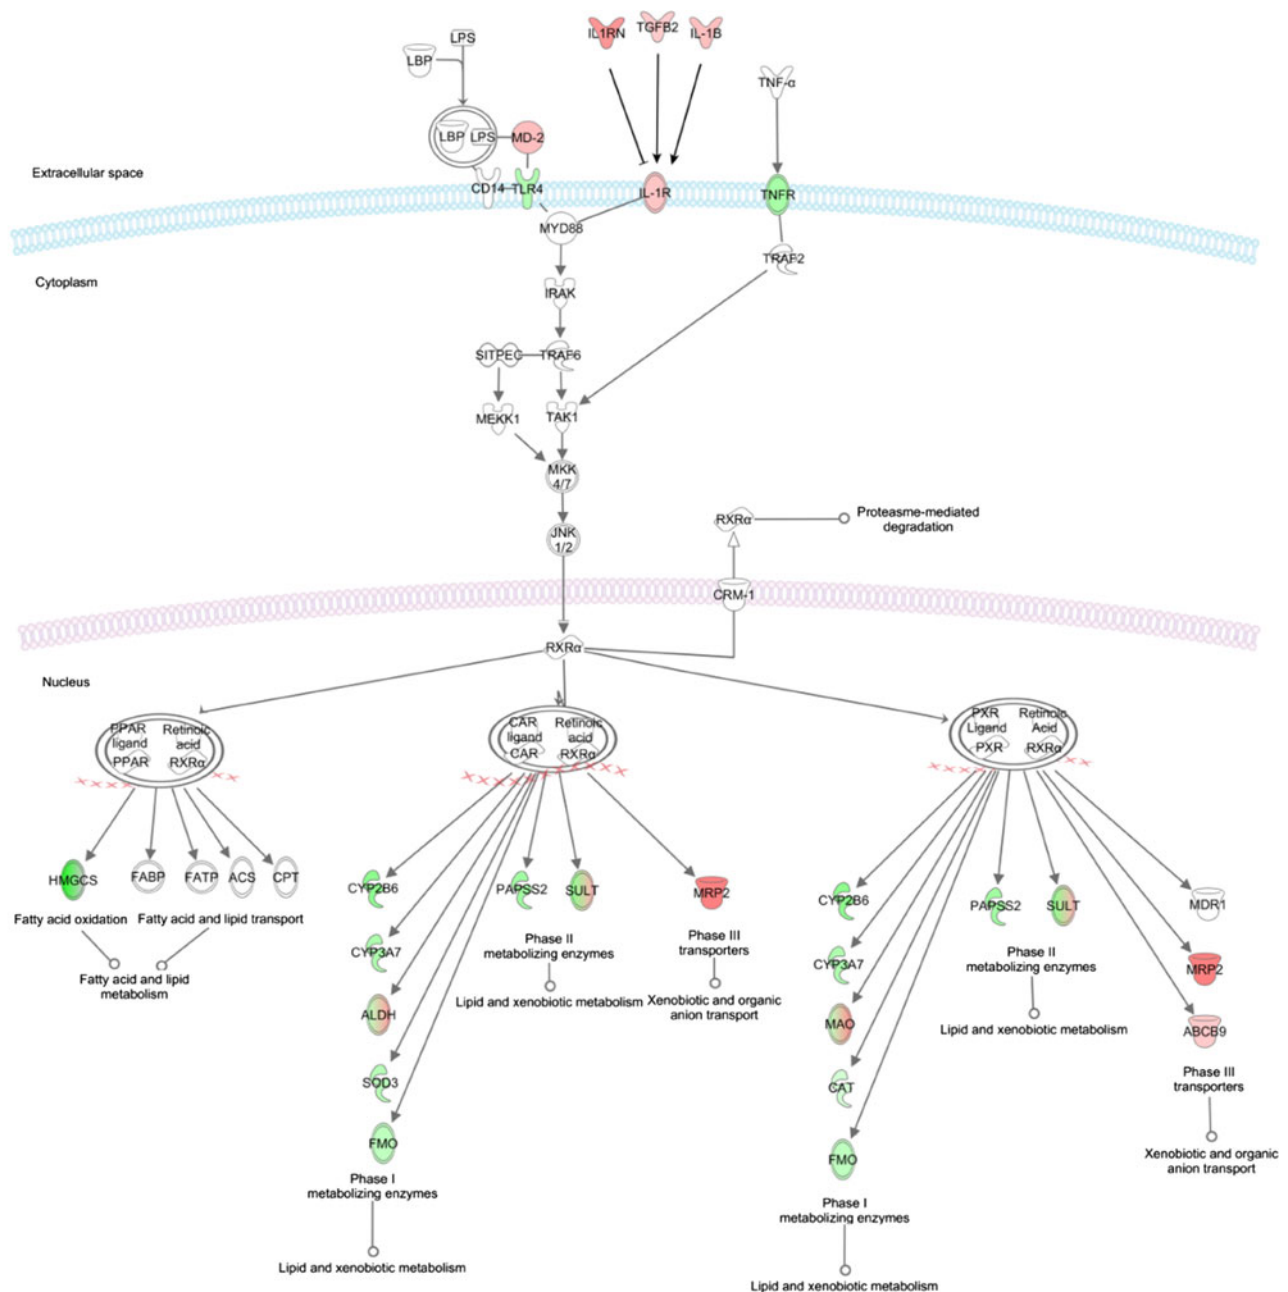 IL1RN
TGFB2
IL-1B
LPS
LBP
TNF-α
LBP
LPS
MD-2
Extracellular space
CD14
TLR4
IL-1R
TNFR
MYD88
TRAF2
Cytoplasm
IRAK
SITPEC
TRAF6
MEKK1
TAK1
MKK
4/7
RXRα
Proteasme-mediated
degradation
JNK
1/2
CRM-1
RXRα
Nucleus
PPAR
ligand
Retinoic
acid
PPAR
RXRα
CAR
ligand
Retinoic
acid
CAR
RXRα
PXR
Ligand
Retinoic
Acid
PXR
RXRα
HMGCS
FABP
FATP
ACS
CPT
Fatty acid oxidation
Fatty acid and lipid transport
Fatty acid and lipid
metabolism
CYP2B6
PAPSS2
SULT
MRP2
CYP3A7
Phase II
metabolizing enzymes
Phase III
transporters
Lipid and xenobiotic metabolism
Xenobiotic and organic
anion transport
ALDH
SOD3
FMO
Phase I
metabolizing enzymes
Lipid and xenobiotic metabolism
CYP2B6
PAPSS2
SULT
MDR1
CYP3A7
Phase II
metabolizing enzymes
MRP2
MAO
Lipid and xenobiotic metabolism
ABCB9
CAT
Phase III
transporters
FMO
Xenobiotic and organic
anion transport
Phase I
metabolizing enzymes
Lipid and xenobiotic metabolism